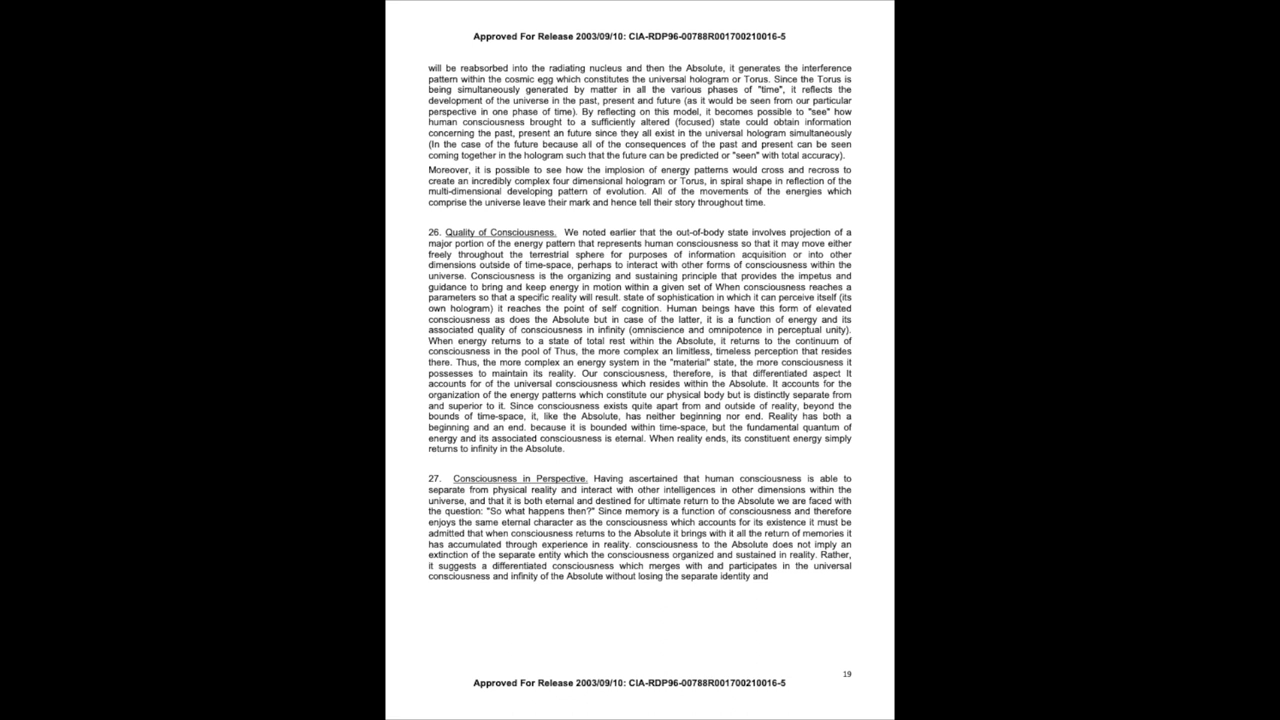 Approved For Release 2003/09/10: CIA-RDP96-00788R001700210016-5
will be reabsorbed into the radiating nucleus and then the Absolute, it generates the interference
pattern within the cosmic egg which constitutes the universal hologram or Torus. Since the Torus is
being simultaneously generated by matter in all the various phases of "time", it reflects the
development of the universe in the past, present and future (as it would be seen from our particular
perspective in one phase of time). By reflecting on this model, it becomes possible to "see" how
human consciousness brought to a sufficiently altered (focused) state could obtain information
concerning the past, present an future since they all exist in the universal hologram simultaneously
(In the case of the future because all of the consequences of the past and present can be seen
coming together in the hologram such that the future can be predicted or "seen" with total accuracy).
Moreover, it is possible to see how the implosion of energy patterns would cross and recross to
create an incredibly complex four dimensional hologram or Torus, in spiral shape in reflection of the
multi-dimensional developing pattern of evolution. All of the movements of the energies which
comprise the universe leave their mark and hence tell their story throughout time.
26. Quality of Consciousness. We noted earlier that the out-of-body state involves projection of a
major portion of the energy pattern that represents human consciousness so that it may move either
freely throughout the terrestrial sphere for purposes of information acquisition or into other
dimensions outside of time-space, perhaps to interact with other forms of consciousness within the
universe. Consciousness is the organizing and sustaining principle that provides the impetus and
guidance to bring and keep energy in motion within a given set of When consciousness reaches a
parameters so that a specific reality will result. state of sophistication in which it can perceive itself (its
own hologram) it reaches the point of self cognition. Human beings have this form of elevated
consciousness as does the Absolute but in case of the latter, it is a function of energy and its
associated quality of consciousness in infinity (omniscience and omnipotence in perceptual unity).
When energy returns to a state of total rest within the Absolute, it returns to the continuum of
consciousness in the pool of Thus, the more complex an limitless, timeless perception that resides
there. Thus, the more complex an energy system in the "material" state, the more consciousness it
possesses to maintain its reality. Our consciousness, therefore, is that differentiated aspect It
accounts for of the universal consciousness which resides within the Absolute. It accounts for the
organization of the energy patterns which constitute our physical body but is distinctly separate from
and superior to it. Since consciousness exists quite apart from and outside of reality, beyond the
bounds of time-space, it, like the Absolute, has neither beginning nor end. Reality has both a
beginning and an end. because it is bounded within time-space, but the fundamental quantum of
energy and its associated consciousness is eternal. When reality ends, its constituent energy simply
returns to infinity in the Absolute.
27. Consciousness in Perspective. Having ascertained that human consciousness is able to
separate from physical reality and interact with other intelligences in other dimensions within the
universe, and that it is both eternal and destined for ultimate return to the Absolute we are faced with
the question: "So what happens then?" Since memory is a function of consciousness and therefore
enjoys the same eternal character as the consciousness which accounts for its existence it must be
admitted that when consciousness returns to the Absolute it brings with it all the return of memories it
has accumulated through experience in reality. consciousness to the Absolute does not imply an
extinction of the separate entity which the consciousness organized and sustained in reality. Rather,
it suggests a differentiated consciousness which merges with and participates in the universal
consciousness and infinity of the Absolute without losing the separate identity and
19
Approved For Release 2003/09/10: CIA-RDP96-00788R001700210016-5